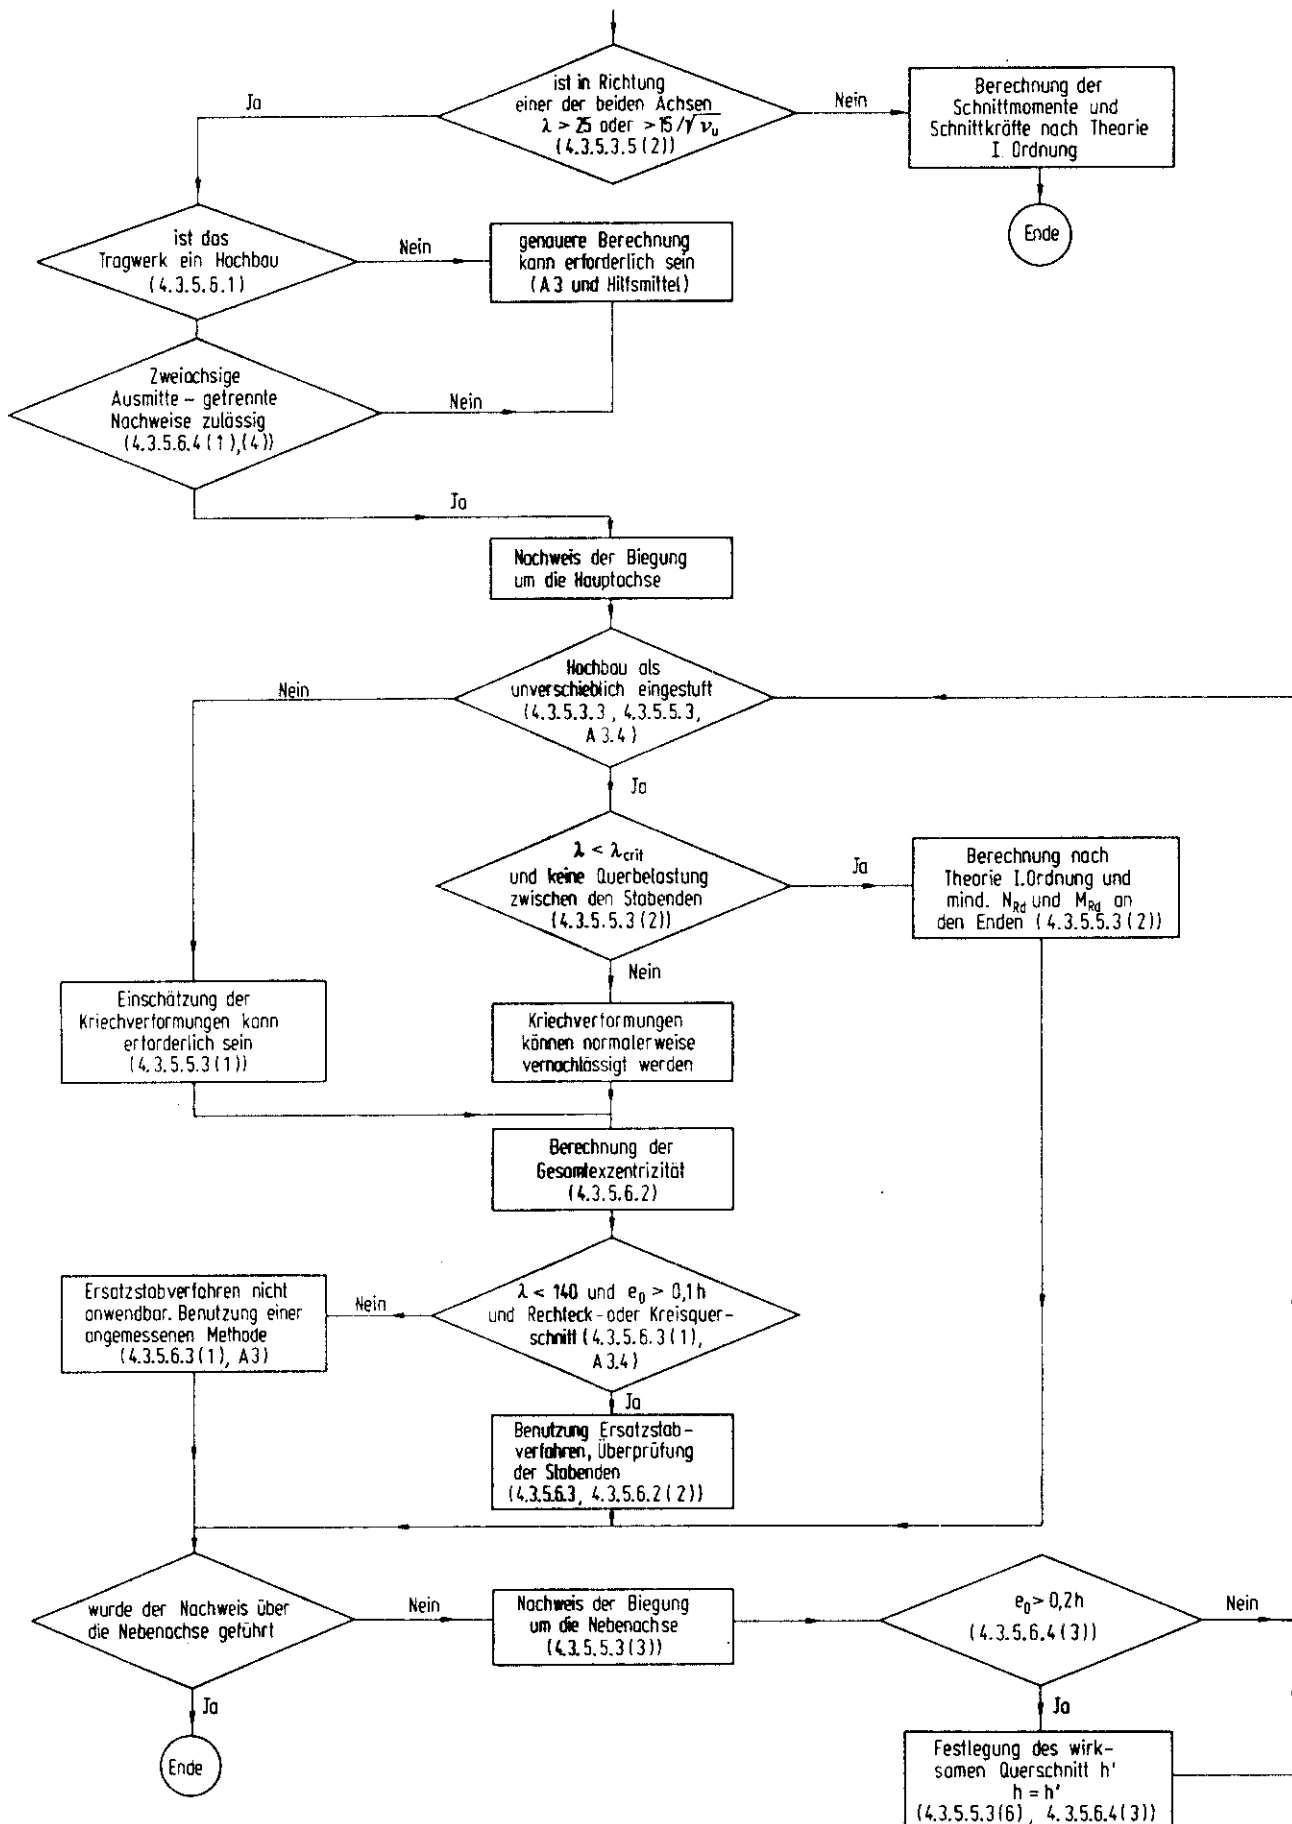 ist in Richtung
einer der beiden Achsen
λ > 25 oder > 15/√νu
(4.3.5.3.5(2))
Ja
Nein
Berechnung der
Schnittmomente und
Schnittkräfte nach Theorie
I. Ordnung
Ende
ist das
Tragwerk ein Hochbau
(4.3.5.6.1)
Nein
genauere Berechnung
kann erforderlich sein
(A3 und Hilfsmittel)
Zweiachsige
Ausmitte – getrennte
Nachweise zulässig
(4.3.5.6.4(1),(4))
Nein
Ja
Nachweis der Biegung
um die Hauptachse
Hochbau als
unverschieblich eingestuft
(4.3.5.3.3, 4.3.5.5.3,
A3.4)
Nein
Ja
λ < λcrit
und keine Querbelastung
zwischen den Stabenden
(4.3.5.5.3(2))
Ja
Berechnung nach
Theorie I.Ordnung und
mind. NRd und MRd an
den Enden (4.3.5.5.3(2))
Nein
Einschätzung der
Kriechverformungen kann
erforderlich sein
(4.3.5.5.3(1))
Kriechverformungen
können normalerweise
vernachlässigt werden
Berechnung der
Gesamtexzentrizität
(4.3.5.6.2)
λ < 140 und e0 > 0,1h
und Rechteck- oder Kreisquer-
schnitt (4.3.5.6.3(1),
A3.4)
Nein
Ersatzstabverfahren nicht
anwendbar. Benutzung einer
angemessenen Methode
(4.3.5.6.3(1), A3)
Ja
Benutzung Ersatzstab-
verfahren, Überprüfung
der Stabenden
(4.3.5.6.3, 4.3.5.6.2(2))
wurde der Nachweis über
die Nebenachse geführt
Nein
Nachweis der Biegung
um die Nebenachse
(4.3.5.5.3(3))
e0 > 0,2h
(4.3.5.6.4(3))
Nein
Ja
Ja
Ende
Festlegung des wirk-
samen Querschnitt h'
h = h'
(4.3.5.5.3(6), 4.3.5.6.4(3))